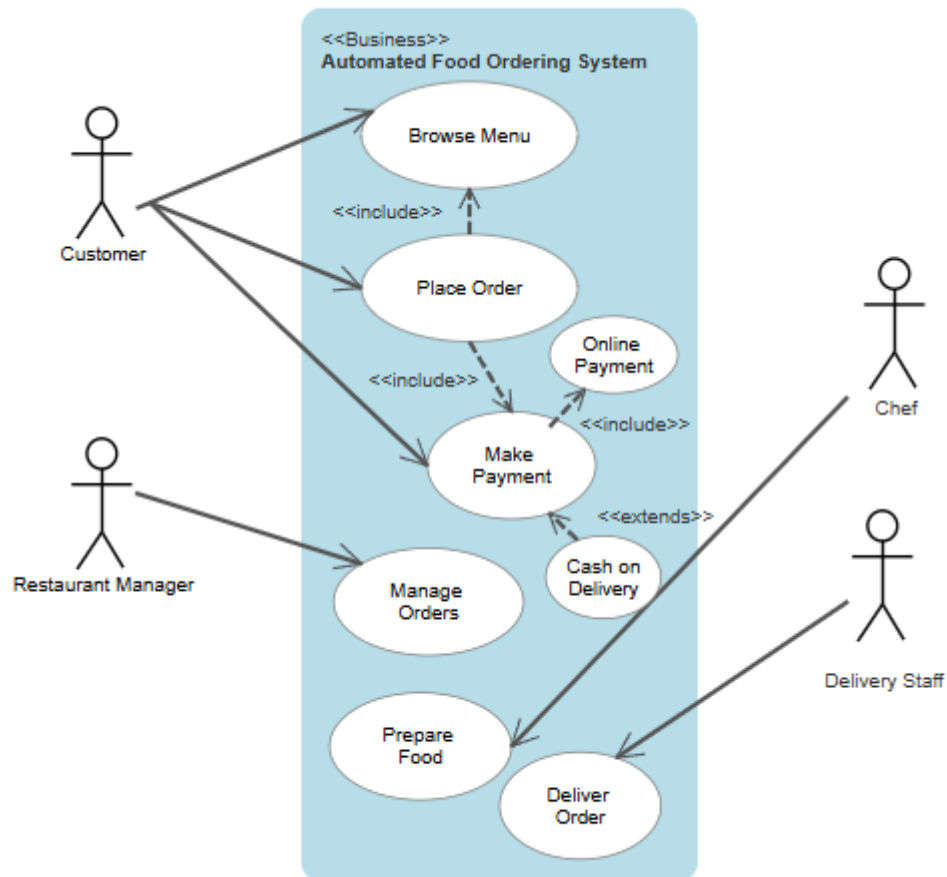 <<Business>>
Automated Food Ordering System
Browse Menu
<<include>>
Customer
Place Order
Online
Payment
<<include>>
Chef
<<include>>
Make
Payment
<<extends>>
Restaurant Manager
Cash on
Delivery
Manage
Orders
Delivery Staff
Prepare
Food
Deliver
Order